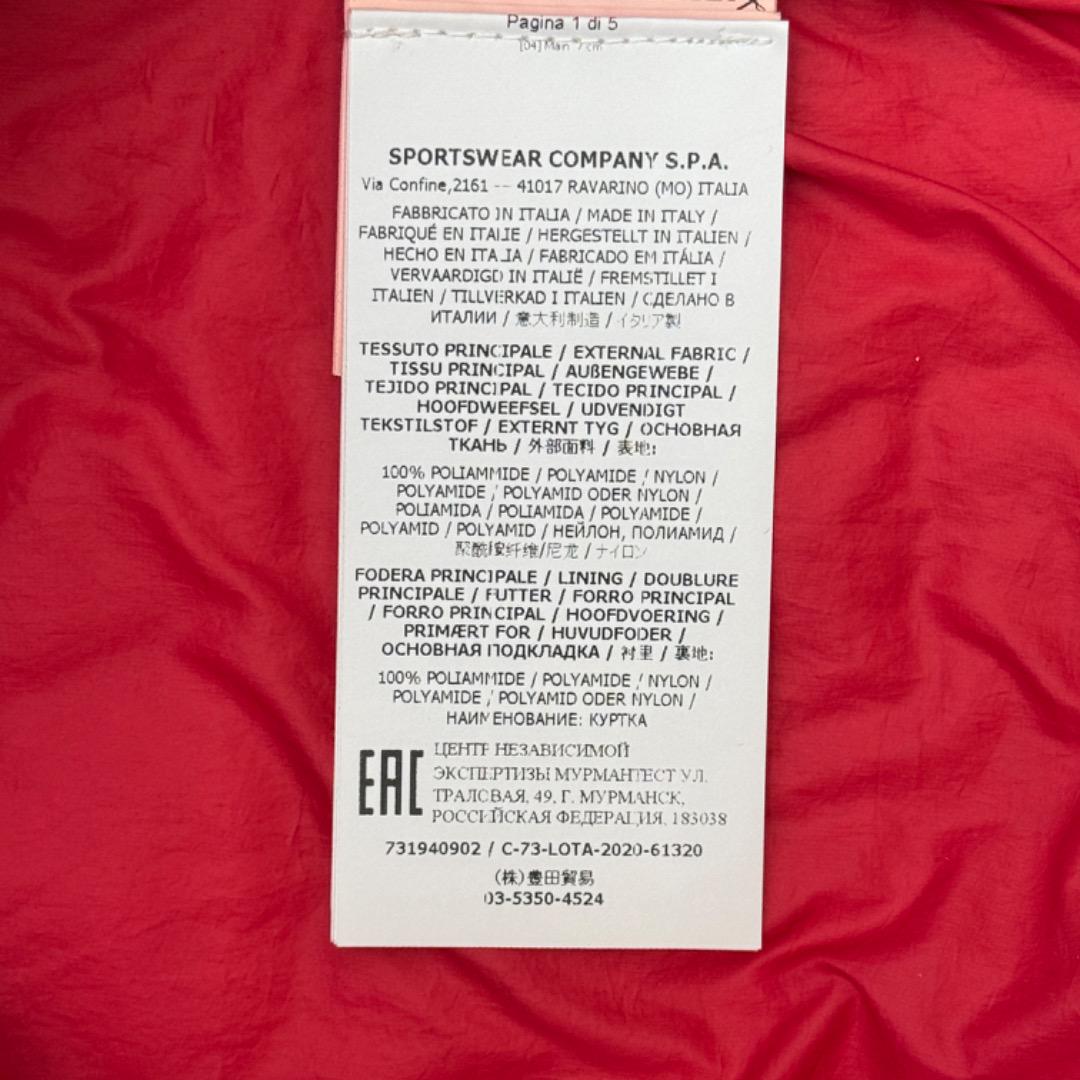 Pagina 1 di 5
[04]Man 7 cm
SPORTSWEAR COMPANY S.P.A.
Via Confine,2161 -- 41017 RAVARINO (MO) ITALIA
FABBRICATO IN ITALIA / MADE IN ITALY /
FABRIQUÉ EN ITALIE / HERGESTELLT IN ITALIEN /
HECHO EN ITALIA / FABRICADO EM ITÁLIA /
VERVAARDIGD IN ITALIË / FREMSTILLET I
ITALIEN / TILLVERKAD I ITALIEN / СДЕЛАНО В
ИТАЛИИ / 意大利制造 / イタリア製
TESSUTO PRINCIPALE / EXTERNAL FABRIC /
TISSU PRINCIPAL / AUßENGEWEBE /
TEJIDO PRINCIPAL / TECIDO PRINCIPAL /
HOOFDWEEFSEL / UDVENDIGT
TEKSTILSTOF / EXTERNT TYG / ОСНОВНАЯ
ТКАНЬ / 外部面料 / 表地:
100% POLIAMMIDE / POLYAMIDE / NYLON /
POLYAMIDE / POLYAMID ODER NYLON /
POLIAMIDA / POLIAMIDA / POLYAMIDE /
POLYAMID / POLYAMID / НЕЙЛОН, ПОЛИАМИД /
聚酰胺纤维/尼龙 / ナイロン
FODERA PRINCIPALE / LINING / DOUBLURE
PRINCIPALE / FUTTER / FORRO PRINCIPAL
/ FORRO PRINCIPAL / HOOFDVOERING /
PRIMÆRT FOR / HUVUDFODER /
ОСНОВНАЯ ПОДКЛАДКА / 衬里 / 裏地:
100% POLIAMMIDE / POLYAMIDE / NYLON /
POLYAMIDE / POLYAMID ODER NYLON /
НАИМЕНОВАНИЕ: КУРТКА
EAC ЦЕНТР НЕЗАВИСИМОЙ
ЭКСПЕРТИЗЫ МУРМАНТЕСТ УЛ.
ТРАЛОВАЯ, 49, Г. МУРМАНСК,
РОССИЙСКАЯ ФЕДЕРАЦИЯ, 183038
731940902 / C-73-LOTA-2020-61320
(株)豊田貿易
03-5350-4524